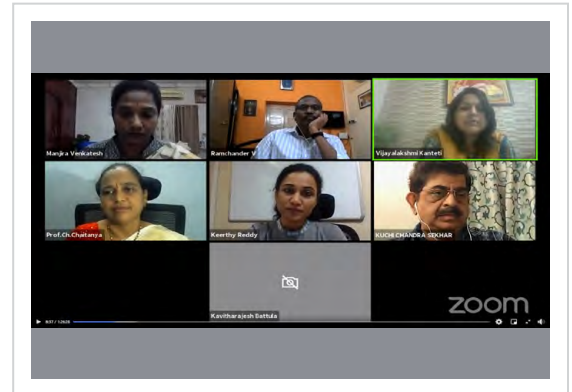 Manjira Venkatesh
Ramchander V
Vijayalakshmi Kanteti
Prof.Ch.Chaitanya
Keerthy Reddy
KUCHI CHANDRA SEKHAR
Kavitharajesh Battula
zoom